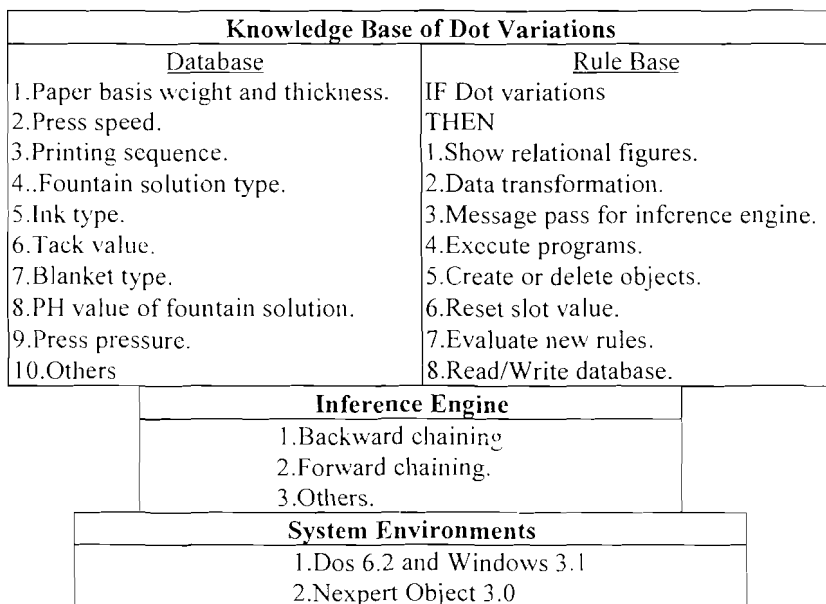 Knowledge Base of Dot Variations
Database
1.Paper basis weight and thickness.
2.Press speed.
3.Printing sequence.
4..Fountain solution type.
5.Ink type.
6.Tack value.
7.Blanket type.
8.PH value of fountain solution.
9.Press pressure.
10.Others
Rule Base
IF Dot variations
THEN
1.Show relational figures.
2.Data transformation.
3.Message pass for inference engine.
4.Execute programs.
5.Create or delete objects.
6.Reset slot value.
7.Evaluate new rules.
8.Read/Write database.
Inference Engine
1.Backward chaining
2.Forward chaining.
3.Others.
System Environments
1.Dos 6.2 and Windows 3.1
2.Nexpert Object 3.0